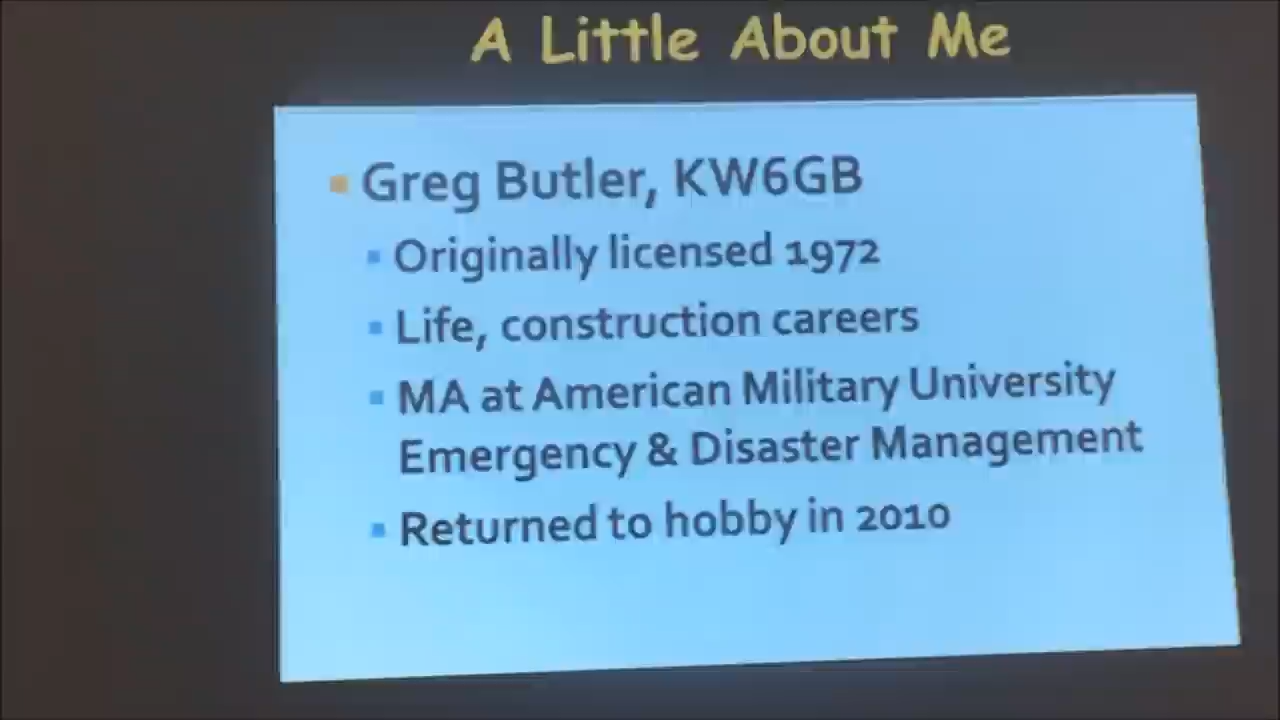 A Little About Me
Greg Butler, KW6GB
Originally licensed 1972
Life, construction careers
MA at American Military University
Emergency & Disaster Management
Returned to hobby in 2010